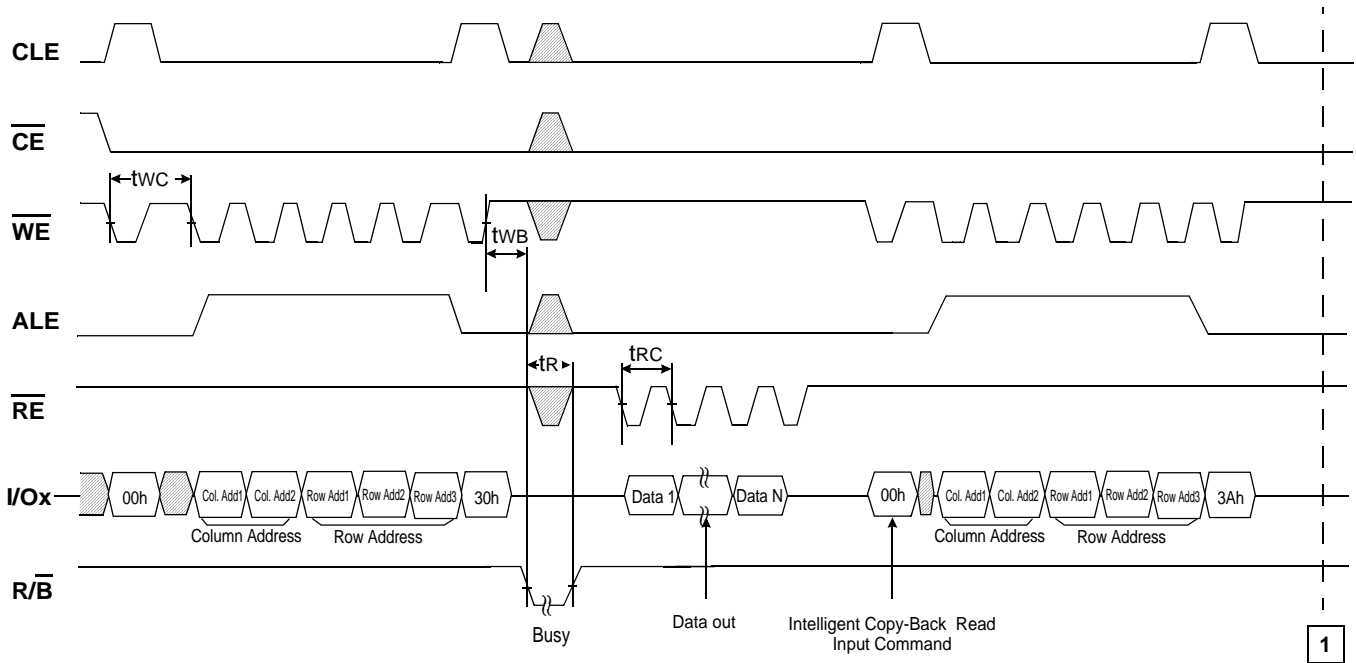 CLE
CE
tWC
WE
tWB
ALE
tR
tRC
RE
I/Ox
00h
Col. Add1
Col. Add2
Row Add1
Row Add2
Row Add3
30h
Data 1
Data N
00h
Col. Add1
Col. Add2
Row Add1
Row Add2
Row Add3
3Ah
Column Address
Row Address
Column Address
Row Address
R/B
Busy
Data out
Intelligent Copy-Back Read
Input Command
1